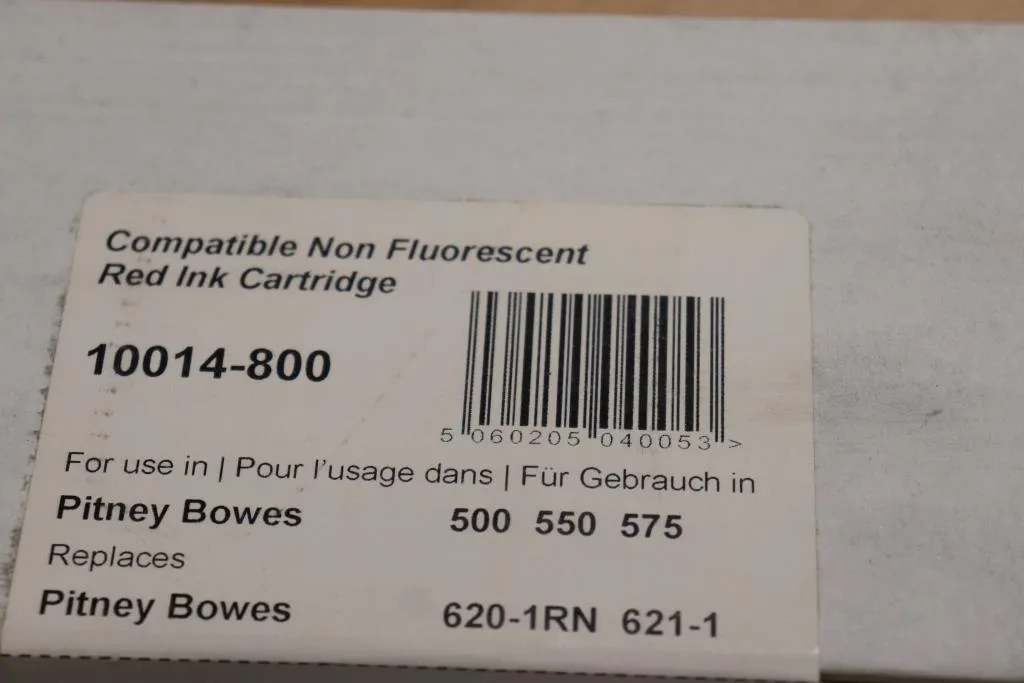 Compatible Non Fluorescent
Red Ink Cartridge
10014-800
5 060205 040053 >
For use in | Pour l'usage dans | Für Gebrauch in
Pitney Bowes 500 550 575
Replaces
Pitney Bowes 620-1RN 621-1